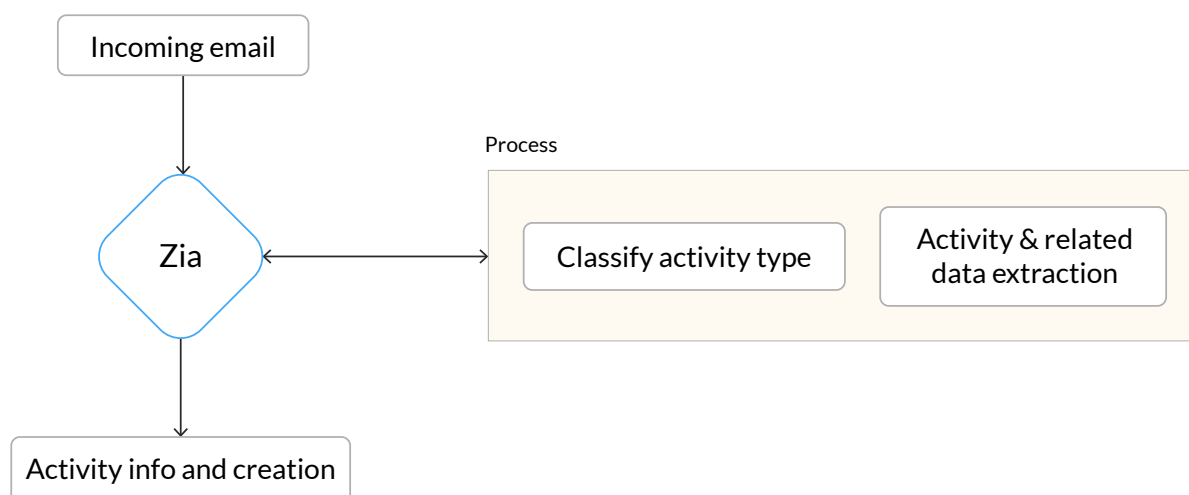 Incoming email
Process
Zia
Classify activity type
Activity & related
data extraction
Activity info and creation